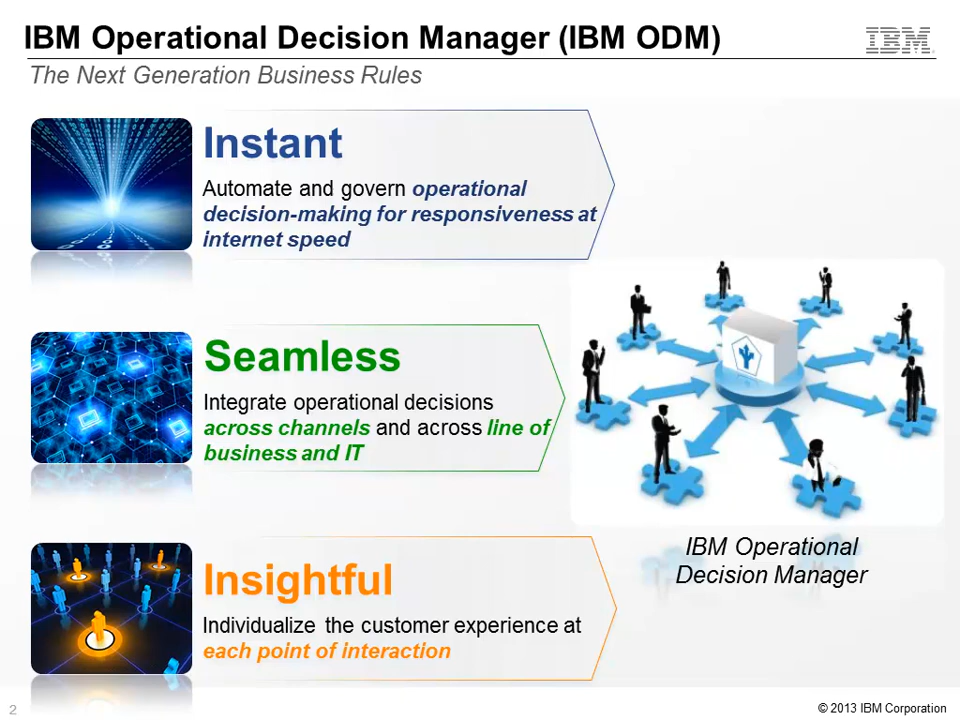 IBM Operational Decision Manager (IBM ODM)
IBM
The Next Generation Business Rules
Instant
Automate and govern operational
decision-making for responsiveness at
internet speed
Seamless
Integrate operational decisions
across channels and across line of
business and IT
IBM Operational
Decision Manager
Insightful
Individualize the customer experience at
each point of interaction
2
© 2013 IBM Corporation